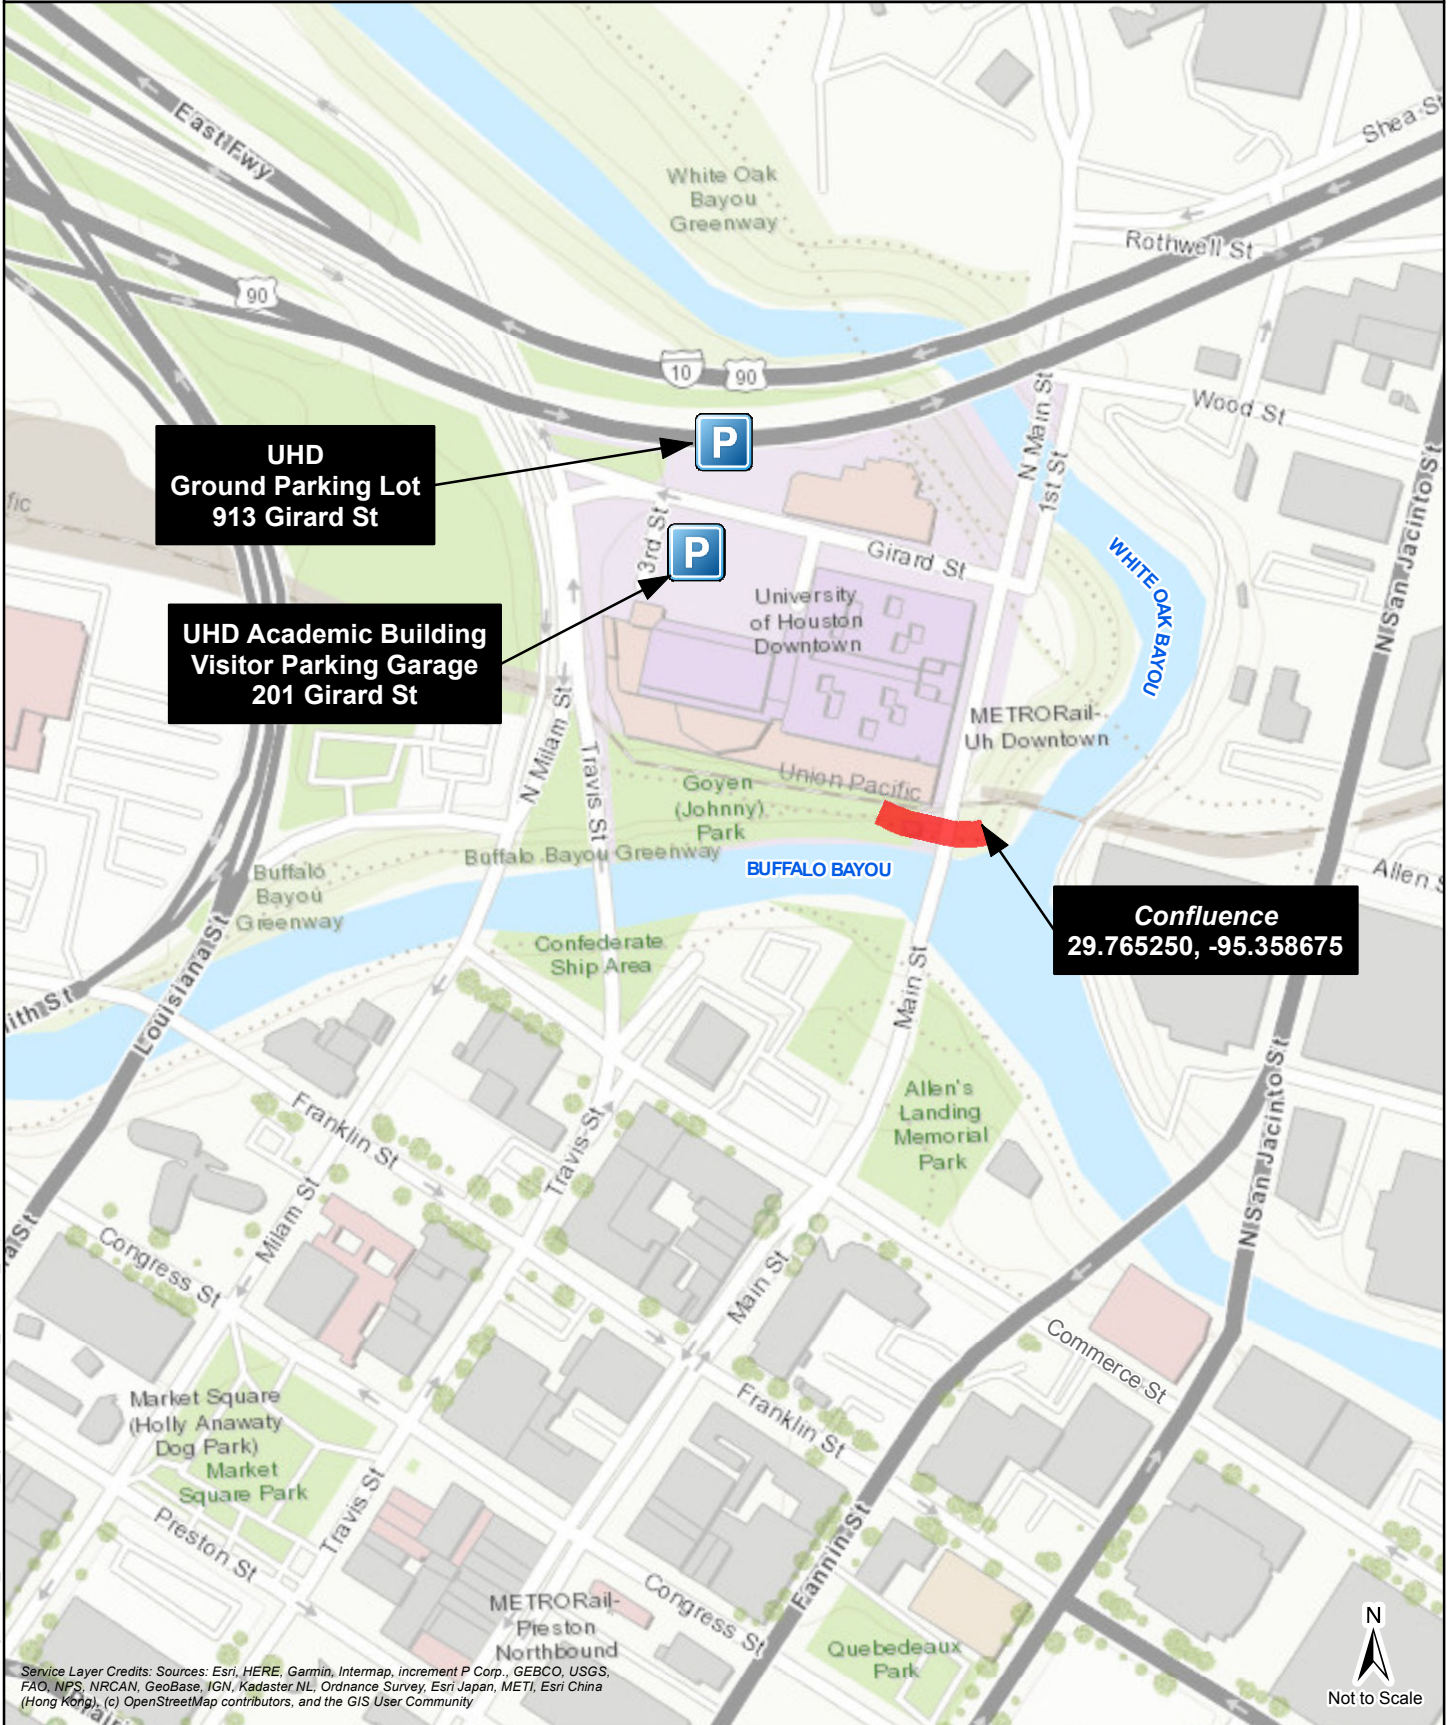 East Fwy
White Oak
Bayou
Greenway
Shea St
Rothwell St
90
10
90
Wood St
N Main St
1st St
N San Jacinto St
P
UHD
Ground Parking Lot
913 Girard St
3rd St
P
Girard St
WHITE OAK BAYOU
University
of Houston
Downtown
UHD Academic Building
Visitor Parking Garage
201 Girard St
METRORail-
Uh Downtown
N Milam St
Travis St
Union Pacific
Goyen
(Johnny)
Park
Buffalo Bayou Greenway
BUFFALO BAYOU
Buffalo
Bayou
Greenway
Allen S
Confluence
29.765250, -95.358675
Confederate
Ship Area
Main St
Louisiana St
ith St
Allen's
Landing
Memorial
Park
N San Jacinto St
Franklin St
Travis St
Milam St
Congress St
Main St
Commerce St
Market Square
(Holly Anawaty
Dog Park)
Market
Square Park
Franklin St
Travis St
Preston St
Fannin St
METRORail-
Preston
Northbound
Congress St
Quebedeaux
Park
N
Not to Scale
Service Layer Credits: Sources: Esri, HERE, Garmin, Intermap, increment P Corp., GEBCO, USGS,
FAO, NPS, NRCAN, GeoBase, IGN, Kadaster NL, Ordnance Survey, Esri Japan, METI, Esri China
(Hong Kong), (c) OpenStreetMap contributors, and the GIS User Community